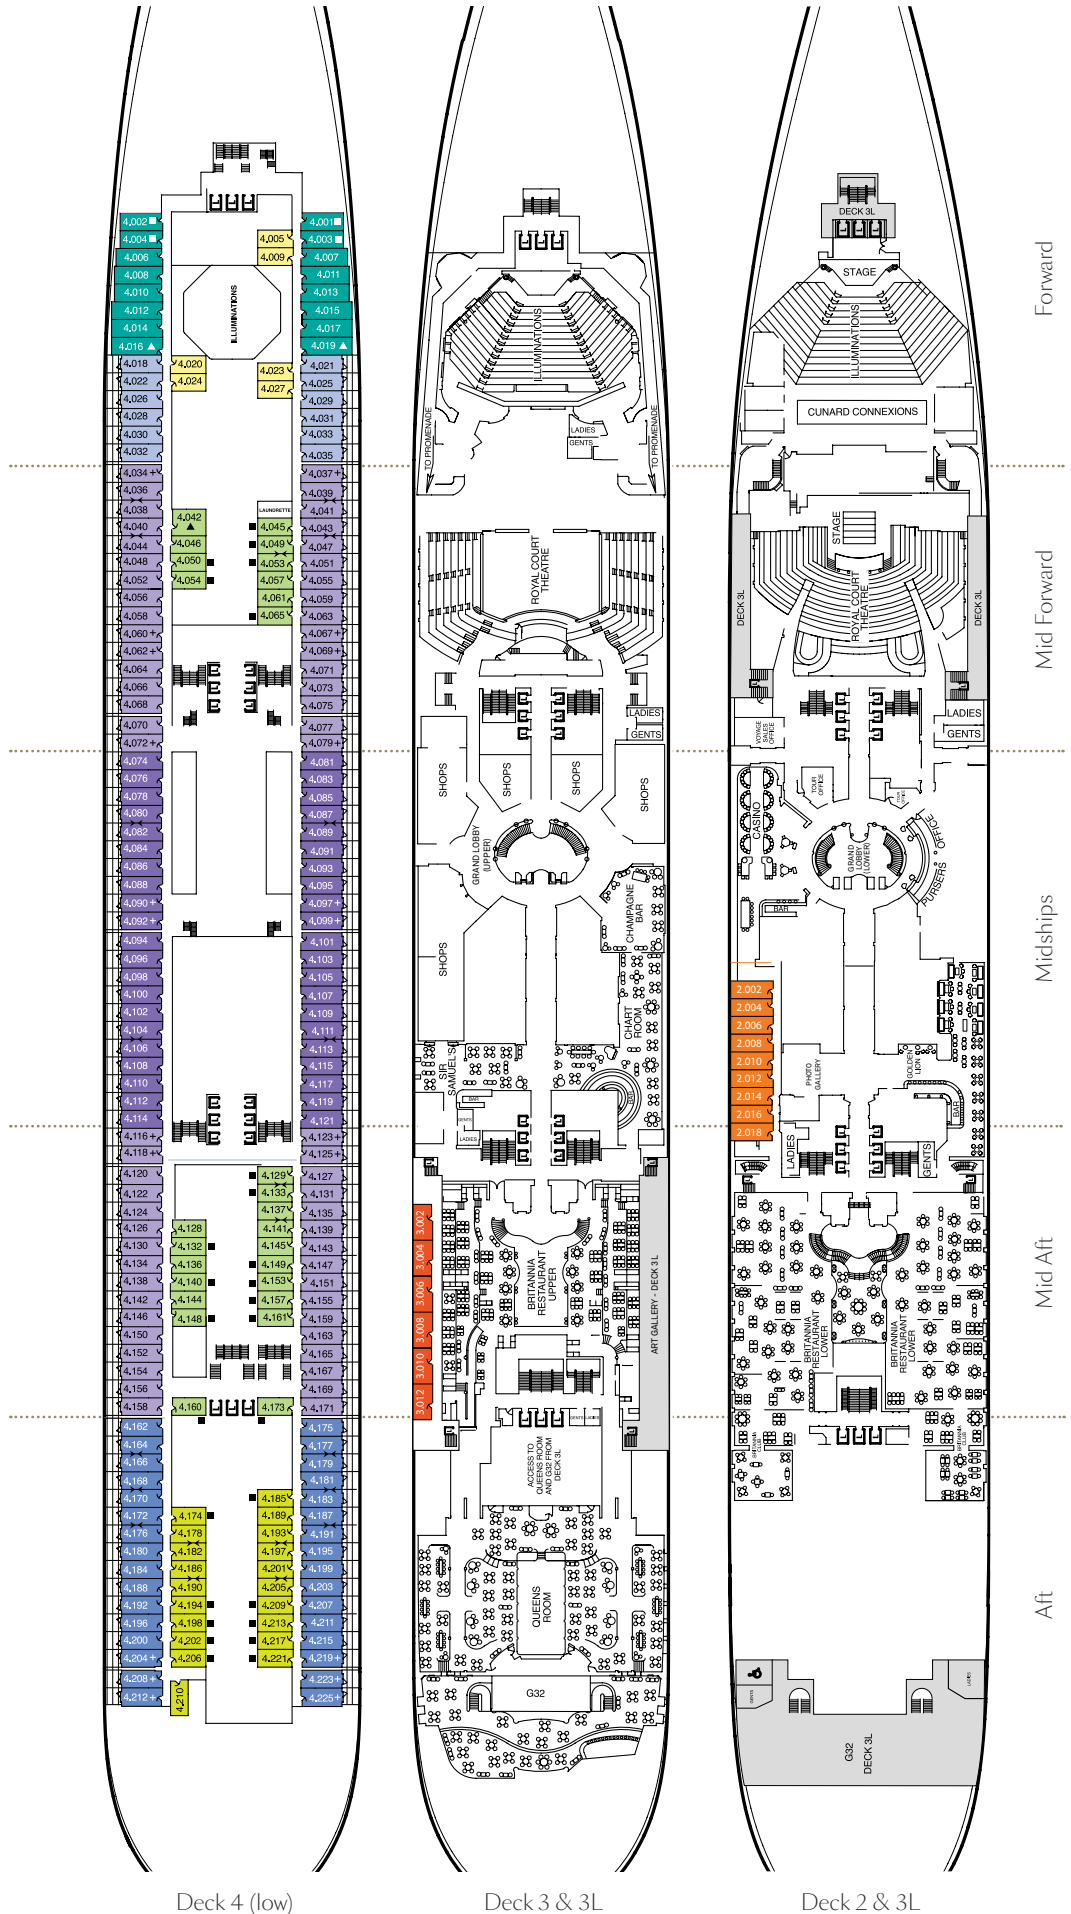 4.002
4.004
4.006
4.008
4.010
4.012
4.014
4.016
4.018
4.022
4.026
4.028
4.030
4.032
4.034+
4.036
4.038
4.040
4.044
4.048
4.052
4.056
4.058
4.060+
4.062+
4.064
4.066
4.068
4.070
4.072+
4.074
4.076
4.078
4.080
4.082
4.084
4.086
4.088
4.090+
4.092+
4.094
4.096
4.098
4.100
4.102
4.104
4.106
4.108
4.110
4.112
4.114
4.116+
4.118+
4.120
4.122
4.124
4.126
4.130
4.134
4.138
4.142
4.146
4.150
4.152
4.154
4.156
4.158
4.162
4.164
4.166
4.168
4.170
4.172
4.176
4.180
4.184
4.188
4.192
4.196
4.200
4.204+
4.208+
4.212+
4.020
4.024
4.042
4.046
4.050
4.054
4.128
4.132
4.136
4.140
4.144
4.148
4.160
4.174
4.178
4.182
4.186
4.190
4.194
4.198
4.202
4.206
4.210
ILLUMINATIONS
4.005
4.009
4.023
4.027
LAUNDRETTE
4.045
4.049
4.053
4.057
4.061
4.065
4.129
4.133
4.137
4.141
4.145
4.149
4.153
4.157
4.161
4.173
4.185
4.189
4.193
4.197
4.201
4.205
4.209
4.213
4.217
4.221
4.001
4.003
4.007
4.011
4.013
4.015
4.017
4.019
4.021
4.025
4.029
4.031
4.033
4.035
4.037+
4.039
4.041
4.043
4.047
4.051
4.055
4.059
4.063
4.067+
4.069+
4.071
4.073
4.075
4.077
4.079+
4.081
4.083
4.085
4.087
4.089
4.091
4.093
4.095
4.097+
4.099+
4.101
4.103
4.105
4.107
4.109
4.111
4.113
4.115
4.117
4.119
4.121
4.123+
4.125+
4.127
4.131
4.135
4.139
4.143
4.147
4.151
4.155
4.159
4.163
4.165
4.167
4.169
4.171
4.175
4.177
4.179
4.181
4.183
4.187
4.191
4.195
4.199
4.203
4.207
4.211
4.215
4.219+
4.223+
4.225+
Deck 4 (low)
ILLUMINATIONS
TO PROMENADE
TO PROMENADE
LADIES
GENTS
ROYAL COURT
THEATRE
LADIES
GENTS
SHOPS
SHOPS
SHOPS
SHOPS
GRAND LOBBY
(UPPER)
CHAMPAGNE
BAR
SHOPS
CHART
ROOM
SIR
SAMUEL'S
BAR
GENTS
LADIES
BAR
3.002
3.004
3.006
3.008
3.010
3.012
BRITANNIA
RESTAURANT
UPPER
ART GALLERY - DECK 3L
GENTS
LADIES
ACCESS TO
QUEENS ROOM
AND G32 FROM
DECK 3L
QUEENS
ROOM
G32
Deck 3 & 3L
DECK 3L
STAGE
ILLUMINATIONS
CUNARD CONNEXIONS
STAGE
ROYAL COURT
THEATRE
DECK 3L
DECK 3L
VOYAGE
SALES
OFFICE
LADIES
GENTS
CASINO
TOUR
OFFICE
TOUR
OFFICE
GRAND
LOBBY
(LOWER)
PURSERS OFFICE
BAR
2.002
2.004
2.006
2.008
2.010
2.012
2.014
2.016
2.018
PHOTO
GALLERY
GOLDEN
LION
BAR
LADIES
GENTS
BRITANNIA
RESTAURANT
LOWER
BRITANNIA
RESTAURANT
LOWER
BRITANNIA
CLUB
BRITANNIA
CLUB
GENTS
LADIES
G32
DECK 3L
Deck 2 & 3L
Forward
Mid Forward
Midships
Mid Aft
Aft